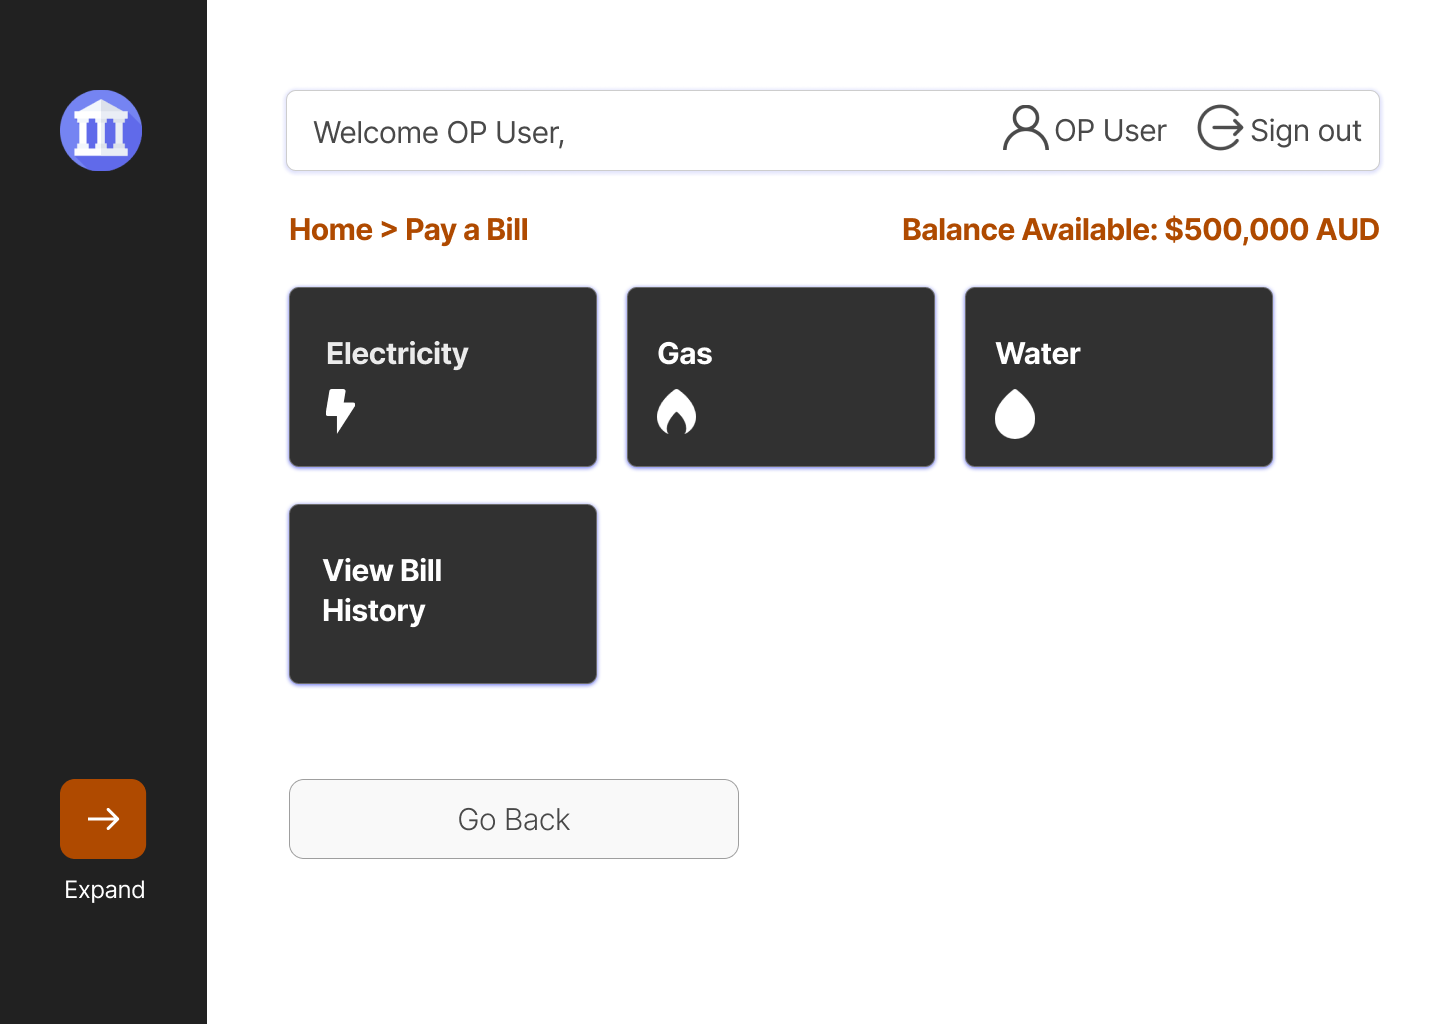 Welcome OP User,
OP User
Sign out
Home > Pay a Bill
Balance Available: $500,000 AUD
Electricity
Gas
Water
View Bill
History
Go Back
Expand